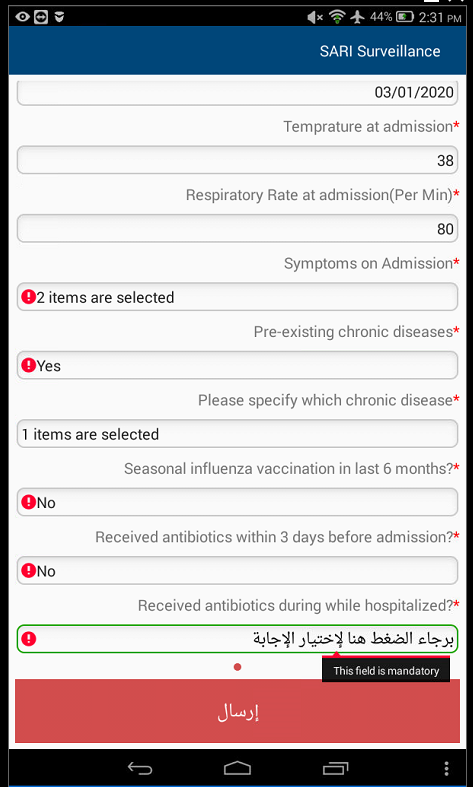 44% 2:31 PM
SARI Surveillance
03/01/2020
Temprature at admission*
38
Respiratory Rate at admission(Per Min)*
80
Symptoms on Admission*
2 items are selected
Pre-existing chronic diseases*
Yes
Please specify which chronic disease*
1 items are selected
Seasonal influenza vaccination in last 6 months?*
No
Received antibiotics within 3 days before admission?*
No
Received antibiotics during while hospitalized?*
برجاء الضغط هنا لإختيار الإجابة
This field is mandatory
إرسال